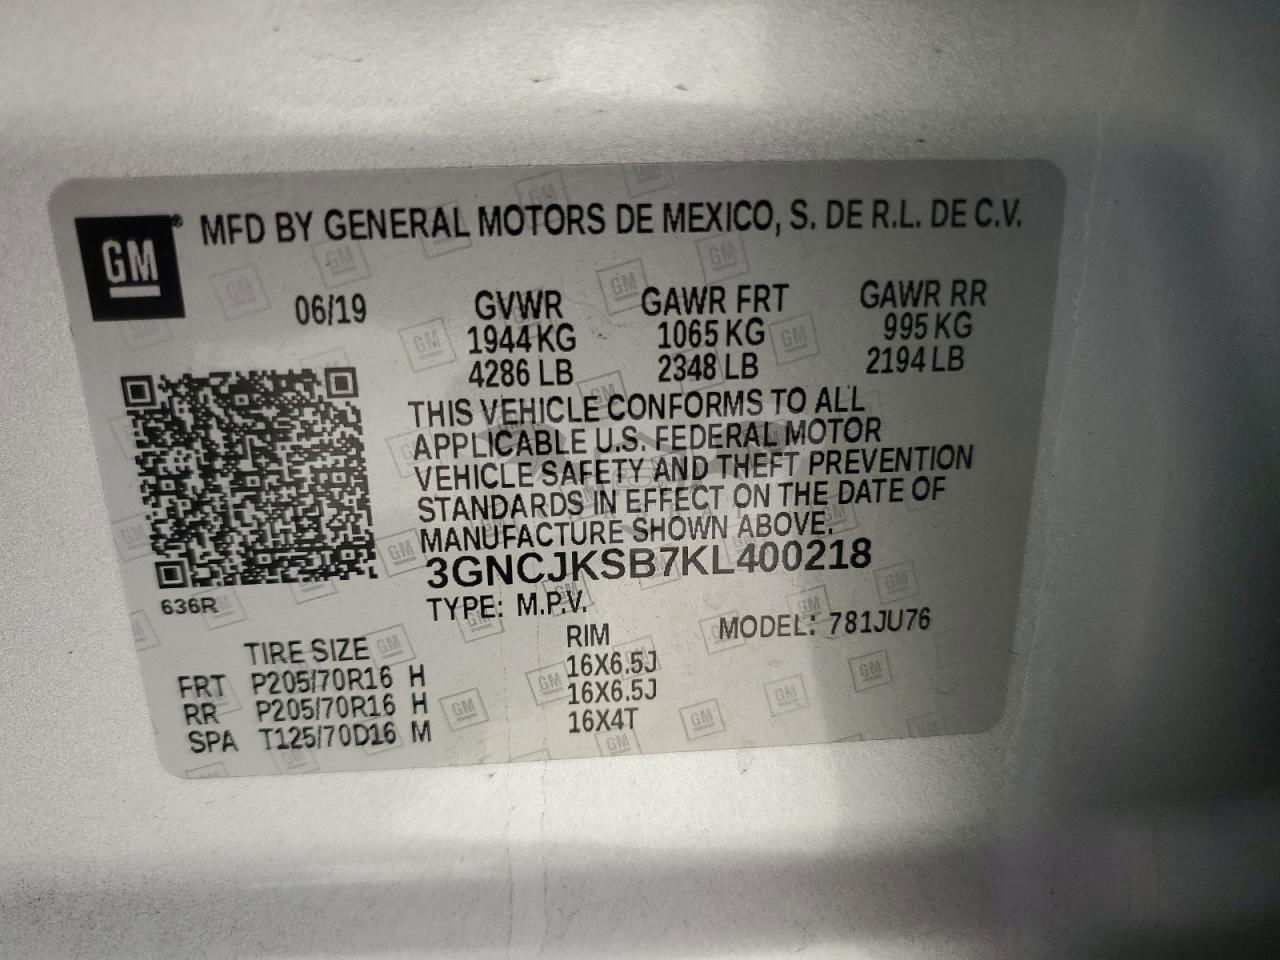 GM® MFD BY GENERAL MOTORS DE MEXICO, S. DE R.L. DE C.V.
06/19 GVWR GAWR FRT GAWR RR
1944 KG 1065 KG 995 KG
4286 LB 2348 LB 2194 LB
THIS VEHICLE CONFORMS TO ALL
APPLICABLE U.S. FEDERAL MOTOR
VEHICLE SAFETY AND THEFT PREVENTION
STANDARDS IN EFFECT ON THE DATE OF
MANUFACTURE SHOWN ABOVE.
3GNCJKSB7KL400218
636R
TYPE: M.P.V. MODEL: 781JU76
TIRE SIZE RIM
FRT P205/70R16 H 16X6.5J
RR P205/70R16 H 16X6.5J
SPA T125/70D16 M 16X4T